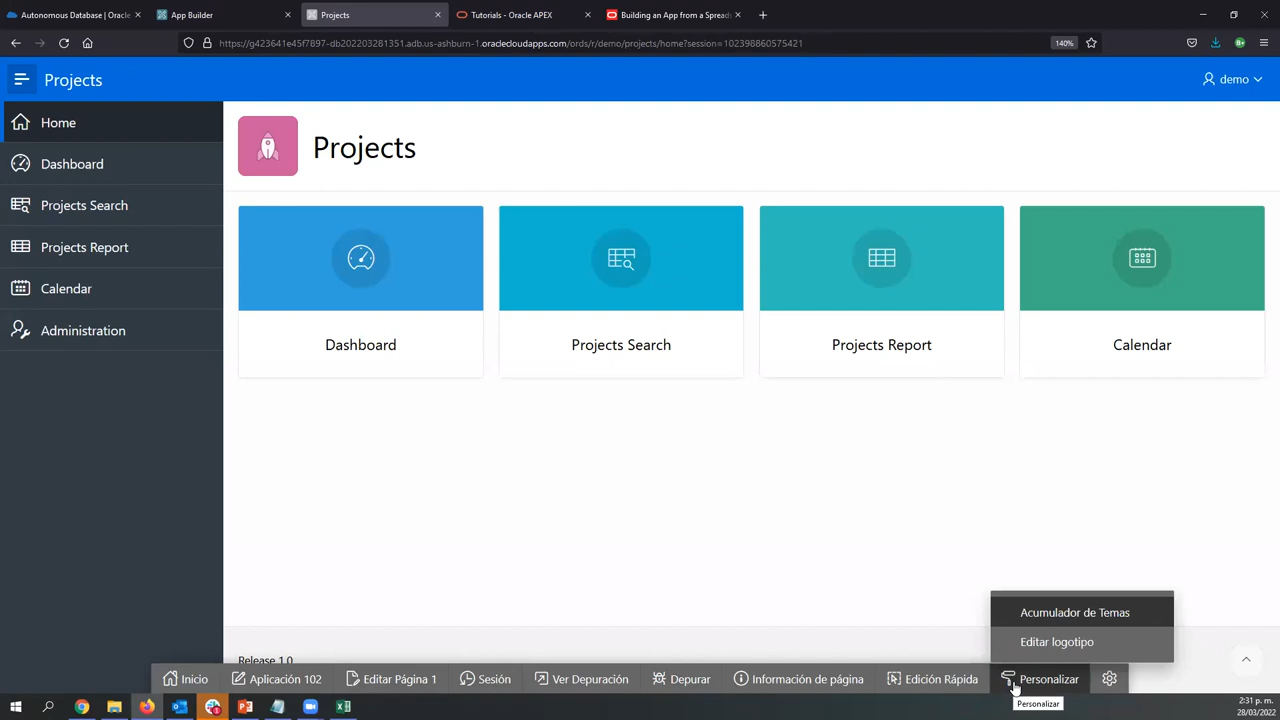 Autonomous Database | Oracle
App Builder
Projects
Tutorials - Oracle APEX
Building an App from a Spreads
https://g423641e45f7897-db202203281351.adb.us-ashburn-1.oraclecloudapps.com/ords/r/demo/projects/home?session=102398860575421
140%
Projects
demo
Home
Dashboard
Projects Search
Projects Report
Calendar
Administration
Projects
Dashboard
Projects Search
Projects Report
Calendar
Acumulador de Temas
Editar logotipo
Release 1.0
Inicio
Aplicación 102
Editar Página 1
Sesión
Ver Depuración
Depurar
Información de página
Edición Rápida
Personalizar
Personalizar
2:31 p. m.
28/03/2022